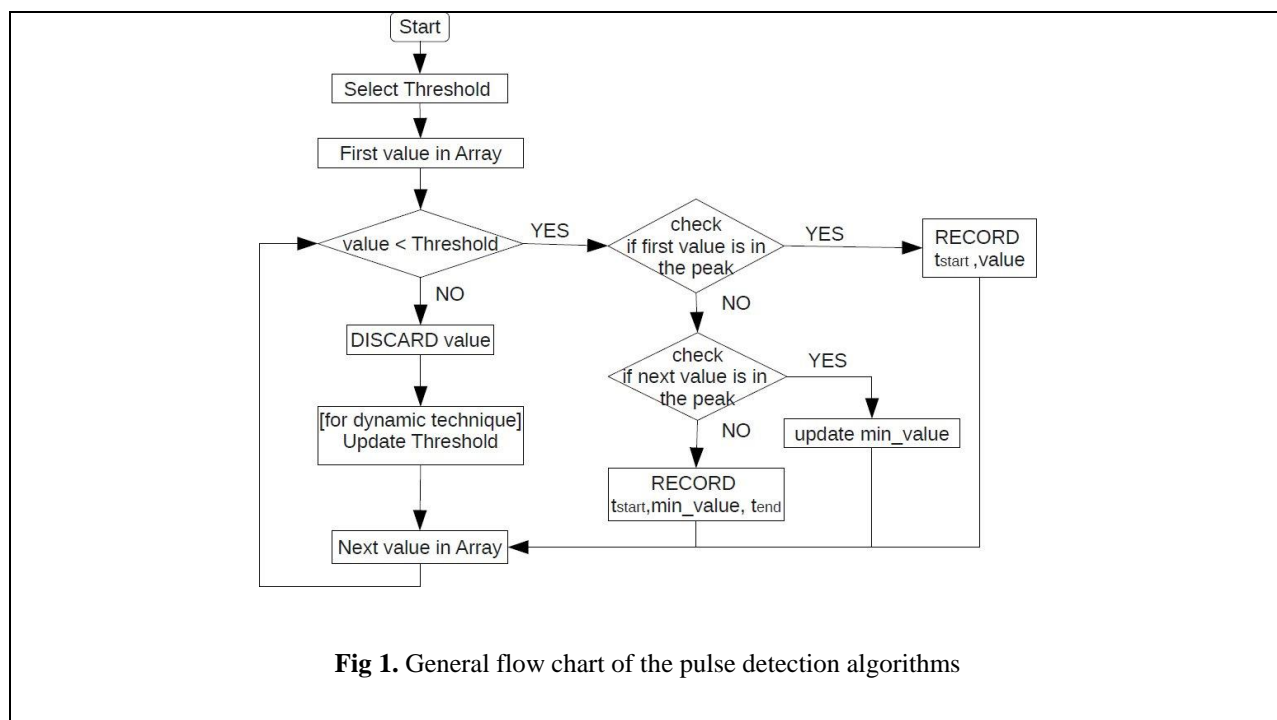 Start
Select Threshold
First value in Array
value < Threshold
YES
check
if first value is in
the peak
YES
RECORD
tstart ,value
NO
NO
DISCARD value
check
if next value is in
the peak
YES
[for dynamic technique]
Update Threshold
NO
update min_value
RECORD
tstart,min_value, tend
Next value in Array
Fig 1. General flow chart of the pulse detection algorithms